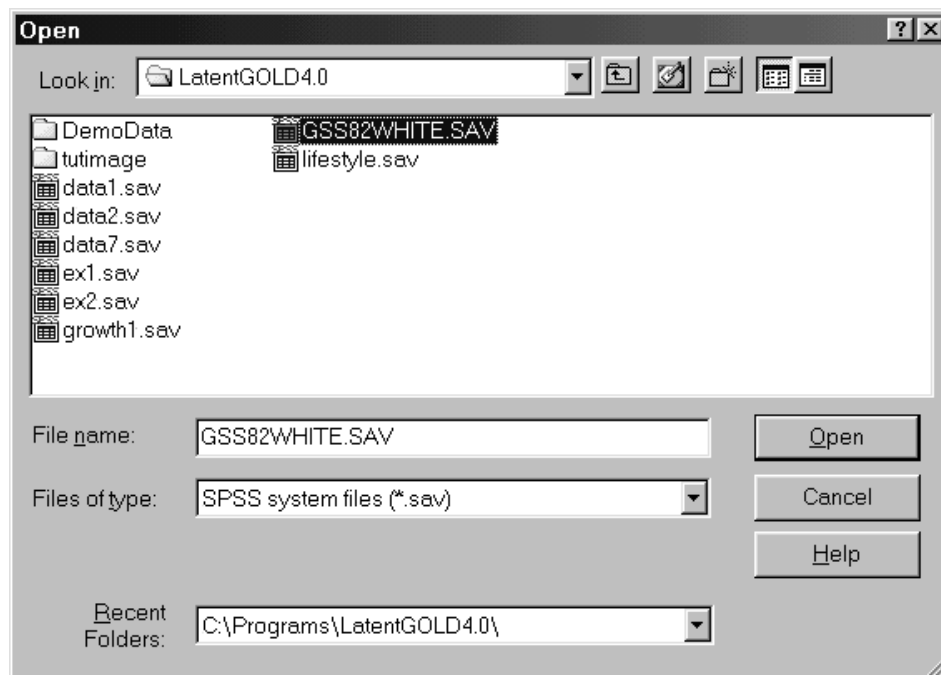 Open
Look in: LatentGOLD4.0
DemoData
tutimage
data1.sav
data2.sav
data7.sav
ex1.sav
ex2.sav
growth1.sav
GSS82WHITE.SAV
lifestyle.sav
File name: GSS82WHITE.SAV
Open
Files of type: SPSS system files (*.sav)
Cancel
Help
Recent Folders: C:\Programs\LatentGOLD4.0\